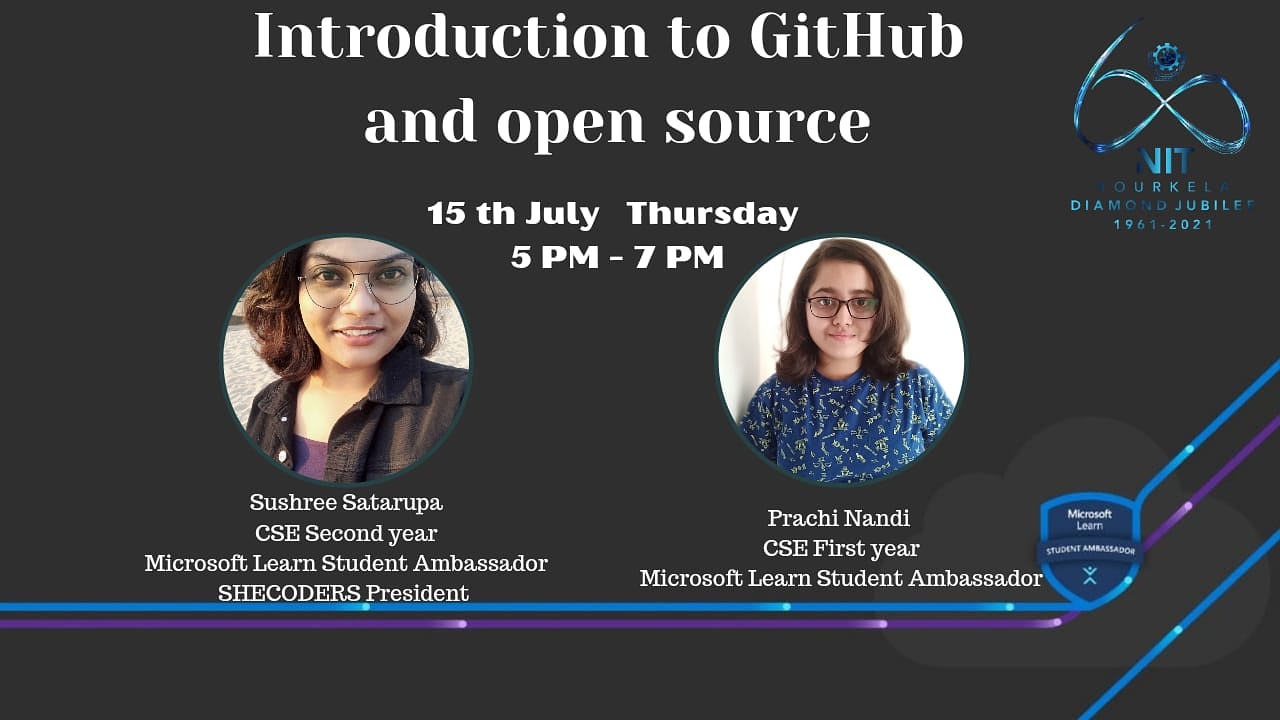 Introduction to GitHub
and open source
NIT
ROURKELA
DIAMOND JUBILEE
1961-2021
15 th July Thursday
5 PM - 7 PM
Sushree Satarupa
CSE Second year
Microsoft Learn Student Ambassador
SHECODERS President
Prachi Nandi
CSE First year
Microsoft Learn Student Ambassador
Microsoft
Learn
STUDENT AMBASSADOR